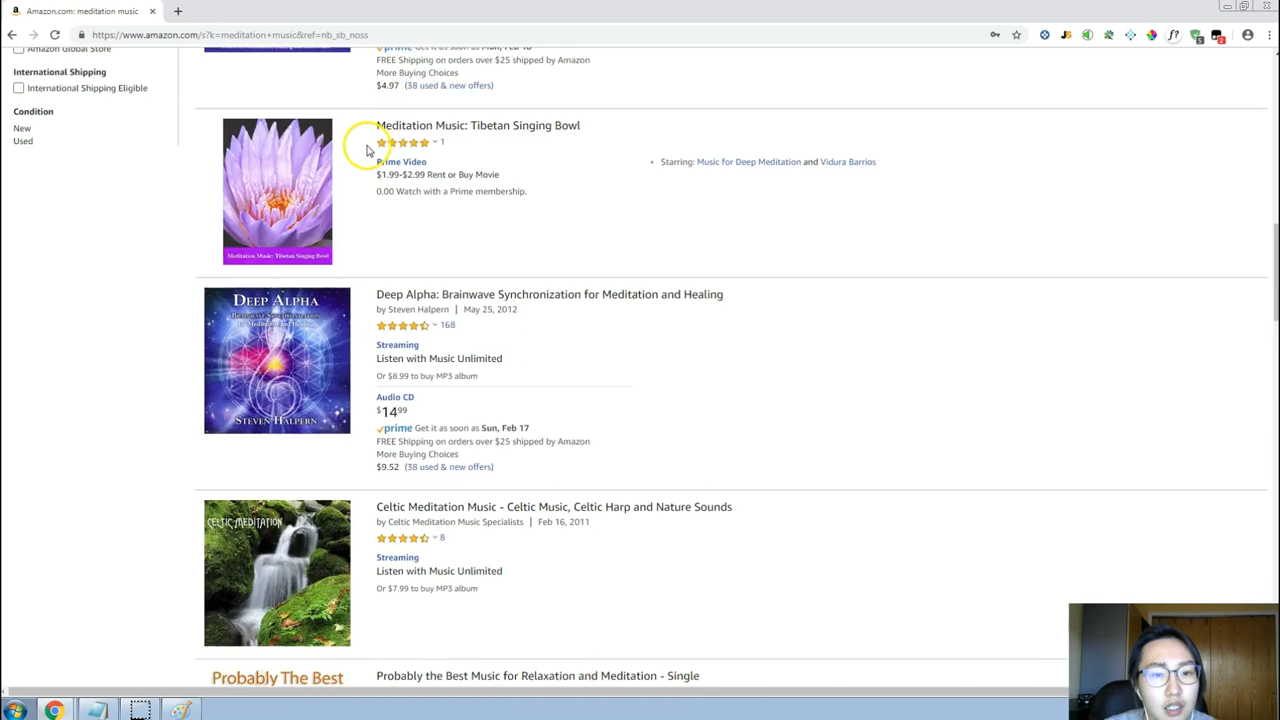 Amazon.com: meditation music
https://www.amazon.com/s?k=meditation+music&ref=nb_sb_noss
Amazon Global Store
International Shipping
International Shipping Eligible
Condition
New
Used
FREE Shipping on orders over $25 shipped by Amazon
More Buying Choices
$4.97 (38 used & new offers)
Meditation Music: Tibetan Singing Bowl
1
Prime Video
$1.99-$2.99 Rent or Buy Movie
0.00 Watch with a Prime membership.
Starring: Music for Deep Meditation and Vidura Barrios
Meditation Music: Tibetan Singing Bowl
DEEP ALPHA
BRAINWAVE SYNCHRONIZATION
for Meditation and Healing
STEVEN HALPERN
Deep Alpha: Brainwave Synchronization for Meditation and Healing
by Steven Halpern | May 25, 2012
168
Streaming
Listen with Music Unlimited
Or $8.99 to buy MP3 album
Audio CD
$14.99
prime Get it as soon as Sun, Feb 17
FREE Shipping on orders over $25 shipped by Amazon
More Buying Choices
$9.52 (38 used & new offers)
CELTIC MEDITATION
Celtic Meditation Music - Celtic Music, Celtic Harp and Nature Sounds
by Celtic Meditation Music Specialists | Feb 16, 2011
8
Streaming
Listen with Music Unlimited
Or $7.99 to buy MP3 album
Probably The Best
Probably the Best Music for Relaxation and Meditation - Single